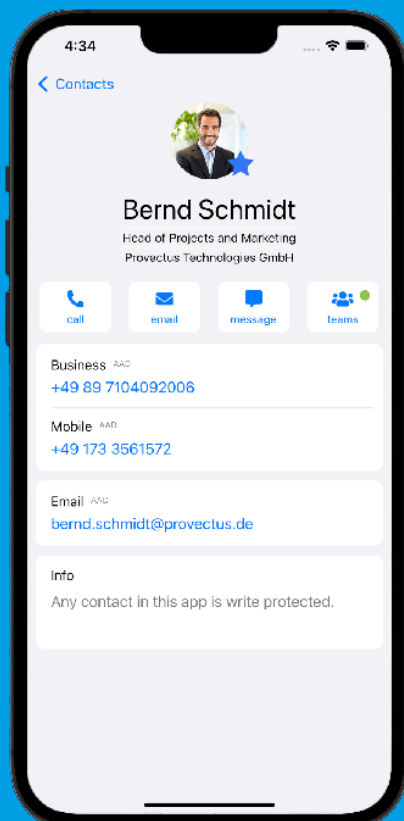 4:34
Contacts
Bernd Schmidt
Head of Projects and Marketing
Provectus Technologies GmbH
call
email
message
teams
Business AAD
+49 89 7104092006
Mobile AAD
+49 173 3561572
Email AAD
bernd.schmidt@provectus.de
Info
Any contact in this app is write protected.